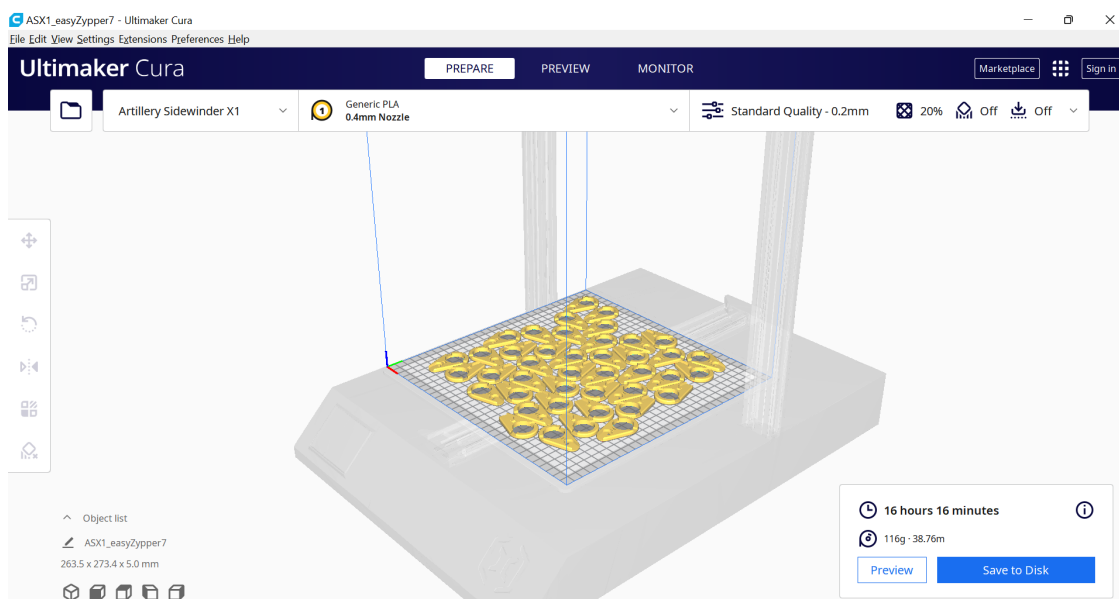 ASX1_easyZypper7 - Ultimaker Cura
File Edit View Settings Extensions Preferences Help
Ultimaker Cura
PREPARE PREVIEW MONITOR
Marketplace Sign in
Artillery Sidewinder X1
1
Generic PLA
0.4mm Nozzle
Standard Quality - 0.2mm 20% Off Off
Object list
ASX1_easyZypper7
263.5 x 273.4 x 5.0 mm
16 hours 16 minutes
116g · 38.76m
Preview Save to Disk